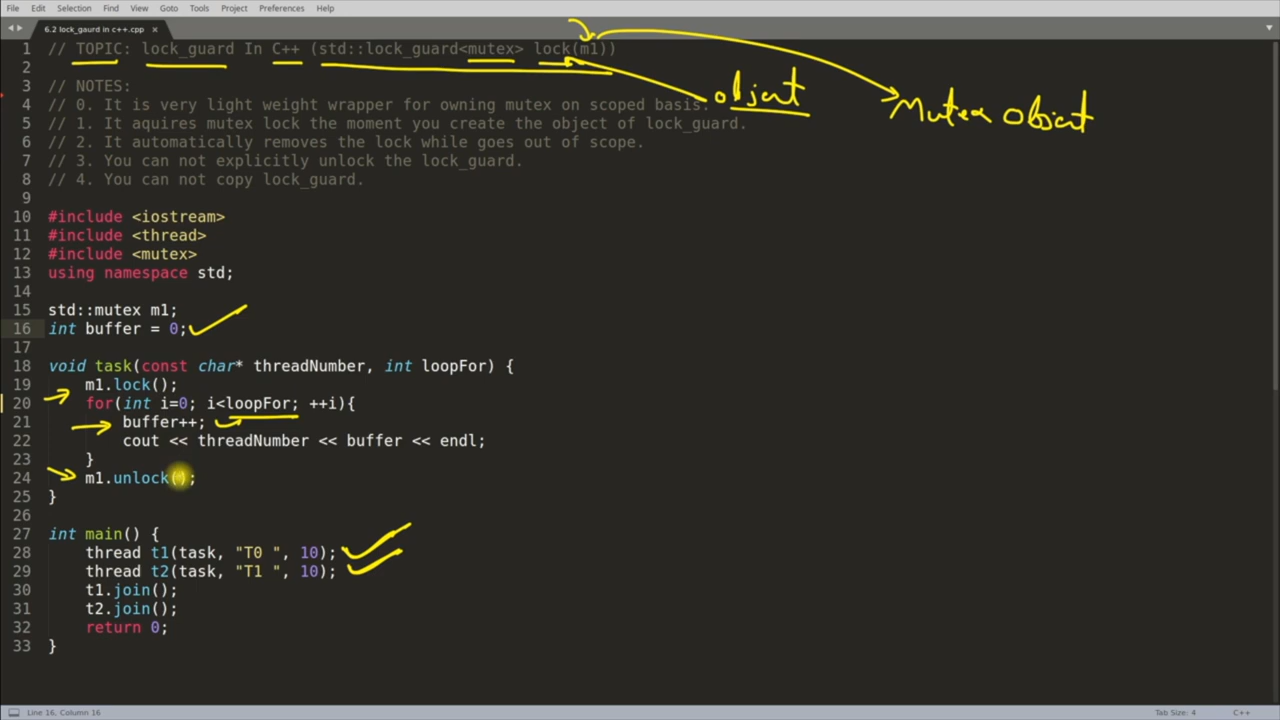 File Edit Selection Find View Goto Tools Project Preferences Help
6.2 lock_gaurd in c++.cpp ×
1 // TOPIC: lock_guard In C++ (std::lock_guard<mutex> lock(m1))
2
3 // NOTES:
object
Mutex Object
4 // 0. It is very light weight wrapper for owning mutex on scoped basis.
5 // 1. It aquires mutex lock the moment you create the object of lock_guard.
6 // 2. It automatically removes the lock while goes out of scope.
7 // 3. You can not explicitly unlock the lock_guard.
8 // 4. You can not copy lock_guard.
9
10 #include <iostream>
11 #include <thread>
12 #include <mutex>
13 using namespace std;
14
15 std::mutex m1;
16 int buffer = 0;
17
18 void task(const char* threadNumber, int loopFor) {
19 m1.lock();
20 for(int i=0; i<loopFor; ++i){
21 buffer++;
22 cout << threadNumber << buffer << endl;
23 }
24 m1.unlock();
25 }
26
27 int main() {
28 thread t1(task, "T0 ", 10);
29 thread t2(task, "T1 ", 10);
30 t1.join();
31 t2.join();
32 return 0;
33 }
Line 16, Column 16 Tab Size: 4 C++